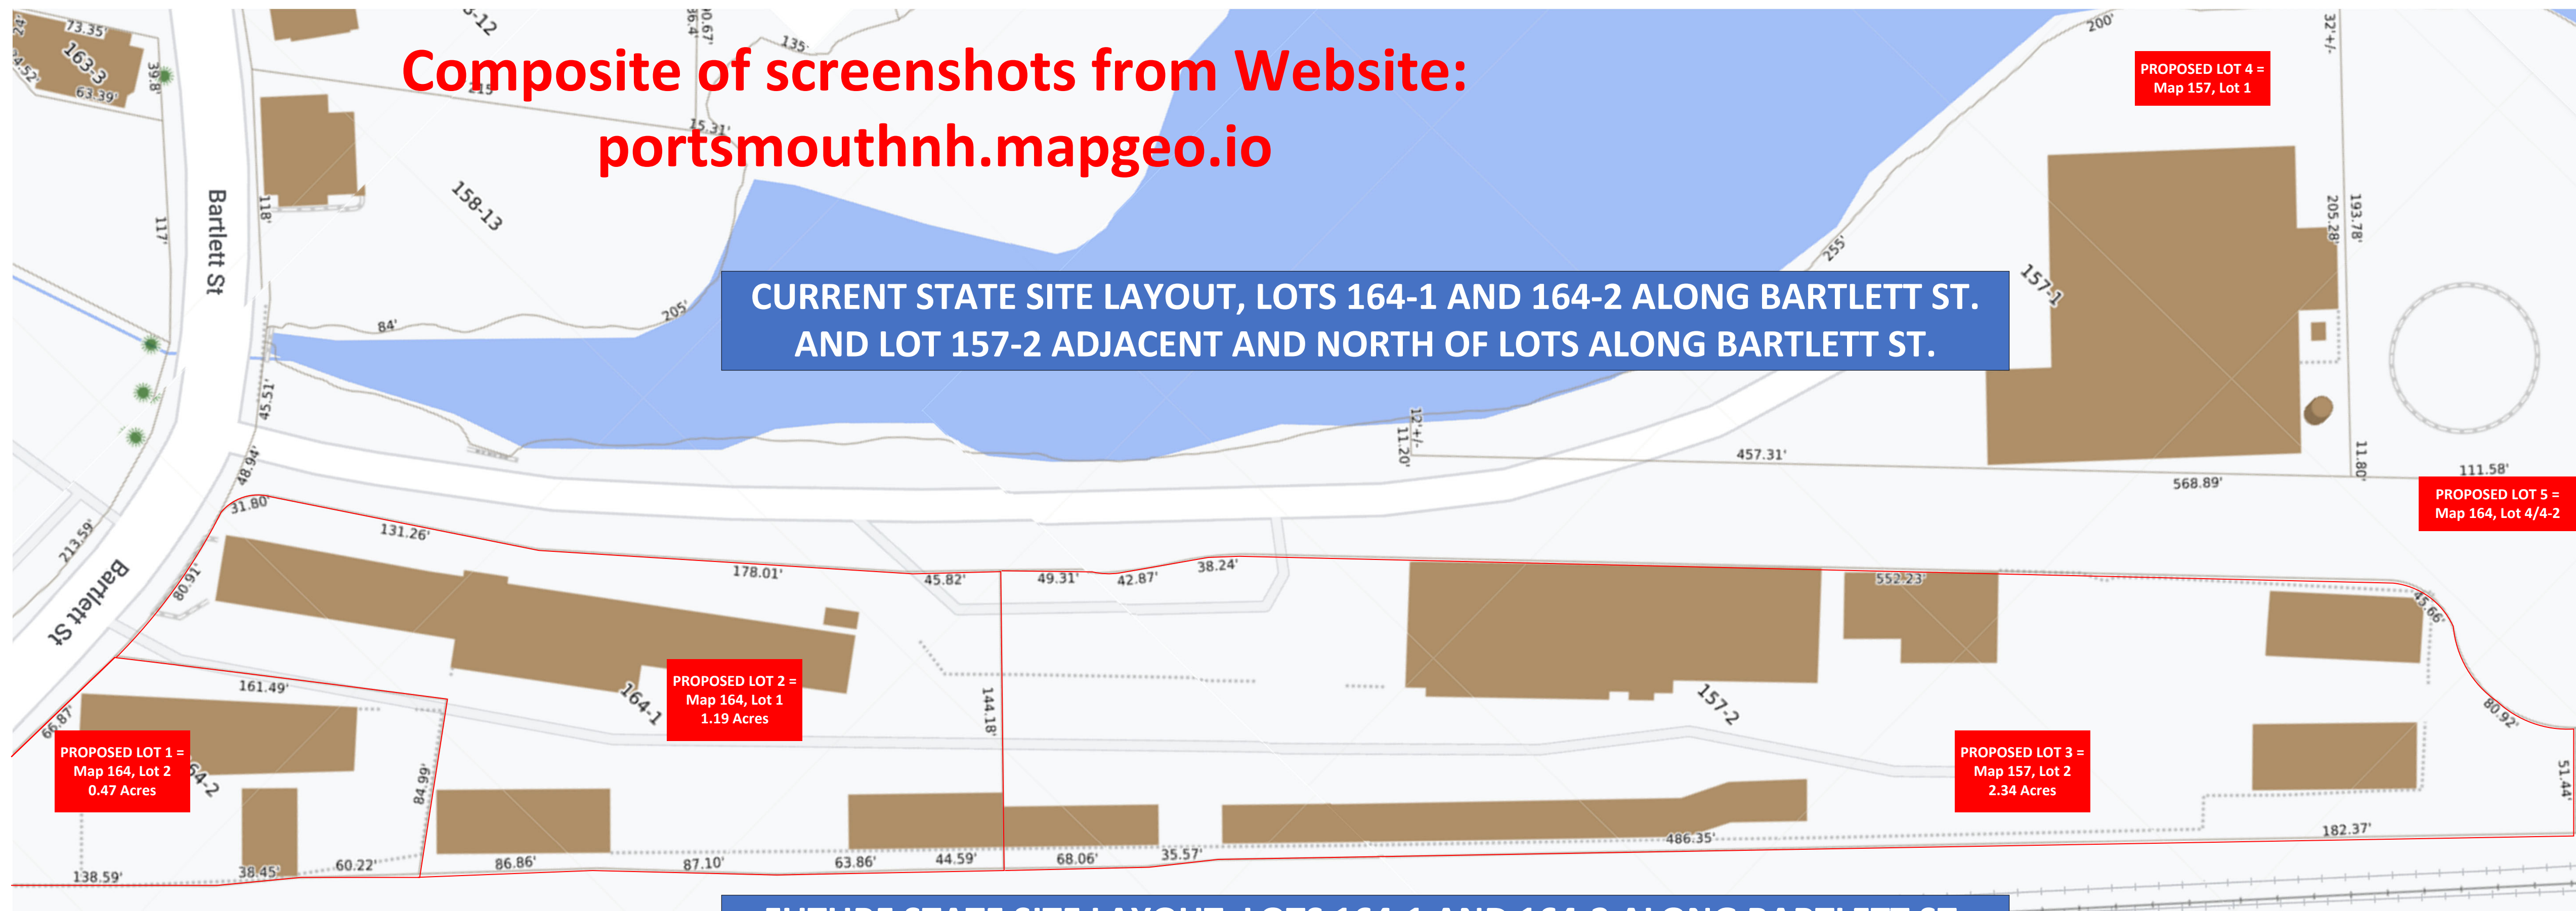 Composite of screenshots from Website:
portsmouthnh.mapgeo.io
CURRENT STATE SITE LAYOUT, LOTS 164-1 AND 164-2 ALONG BARTLETT ST.
AND LOT 157-2 ADJACENT AND NORTH OF LOTS ALONG BARTLETT ST.
PROPOSED LOT 4 =
Map 157, Lot 1
PROPOSED LOT 5 =
Map 164, Lot 4/4-2
PROPOSED LOT 2 =
Map 164, Lot 1
1.19 Acres
PROPOSED LOT 1 =
Map 164, Lot 2
0.47 Acres
PROPOSED LOT 3 =
Map 157, Lot 2
2.34 Acres
73.35'
163-3
39.8'
63.39'
117'
Bartlett St
118'
215'
135'
15.31'
158-13
205'
84'
45.51'
48.94'
213.59'
Bartlett St
80.91'
31.80'
131.26'
178.01'
45.82'
49.31'
42.87'
38.24'
552.23'
45.66'
80.92'
51.44'
182.37'
486.35'
35.57'
68.06'
44.59'
63.86'
87.10'
86.86'
60.22'
38.45'
138.59'
66.87'
161.49'
84.99'
144.18'
164-1
157-2
12'+/-
11.20'
457.31'
568.89'
11.80'
111.58'
200'
255'
157-1
32'+/-
193.78'
205.28'